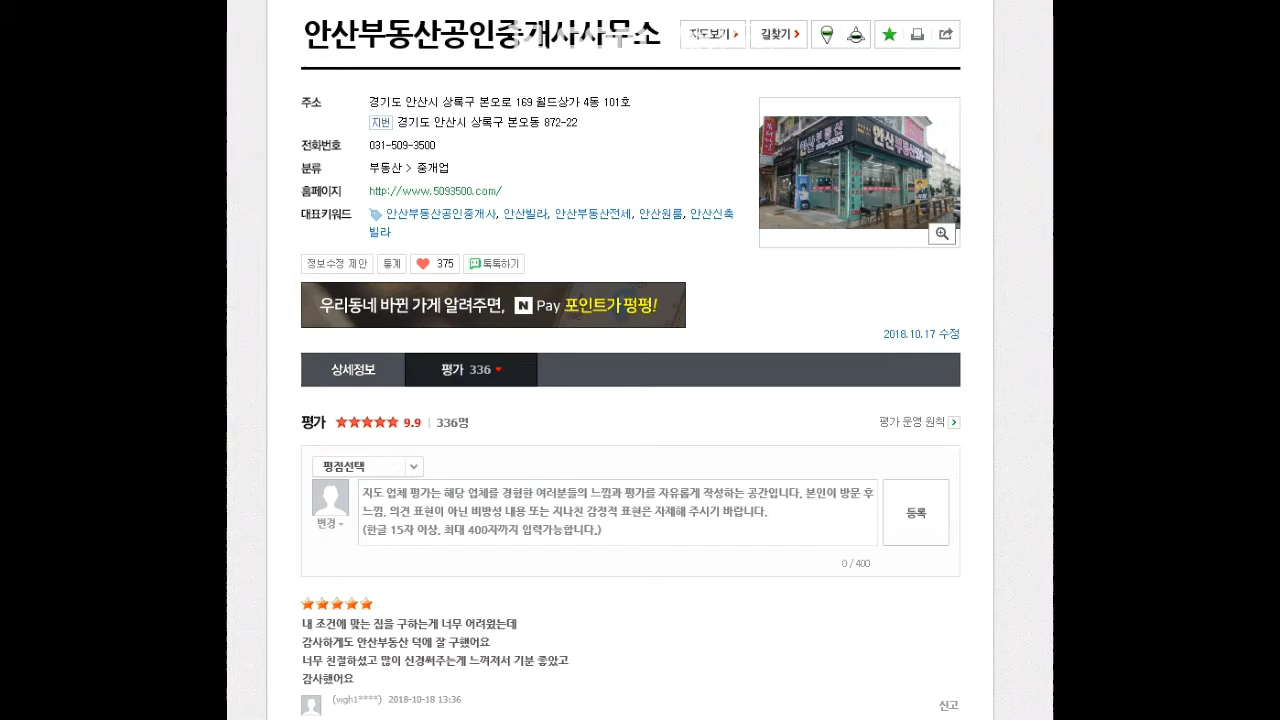 안산부동산공인중개사사무소
지도보기
길찾기
주소 경기도 안산시 상록구 본오로 169 월드상가 4동 101호
지번 경기도 안산시 상록구 본오동 872-22
전화번호 031-509-3500
분류 부동산 > 중개업
홈페이지 http://www.5093500.com/
대표키워드 안산부동산공인중개사, 안산빌라, 안산부동산전세, 안산원룸, 안산신축
빌라
안산부동산
안산부동산
정보수정 제안 통계 375 톡톡하기
우리동네 바뀐 가게 알려주면, N Pay 포인트가 펑펑!
2018.10.17 수정
상세정보 평가 336
평가 9.9 336명
평가 운영 원칙
평점선택
지도 업체 평가는 해당 업체를 경험한 여러분들의 느낌과 평가를 자유롭게 작성하는 공간입니다. 본인이 방문 후
느낌, 의견 표현이 아닌 비방성 내용 또는 지나친 감정적 표현은 자제해 주시기 바랍니다.
(한글 15자 이상, 최대 400자까지 입력가능합니다.)
변경
등록
0 / 400
내 조건에 맞는 집을 구하는게 너무 어려웠는데
감사하게도 안산부동산 덕에 잘 구했어요
너무 친절하셨고 많이 신경써주는게 느껴져서 기분 좋았고
감사했어요
(wgh1****) 2018-10-18 13:36
신고